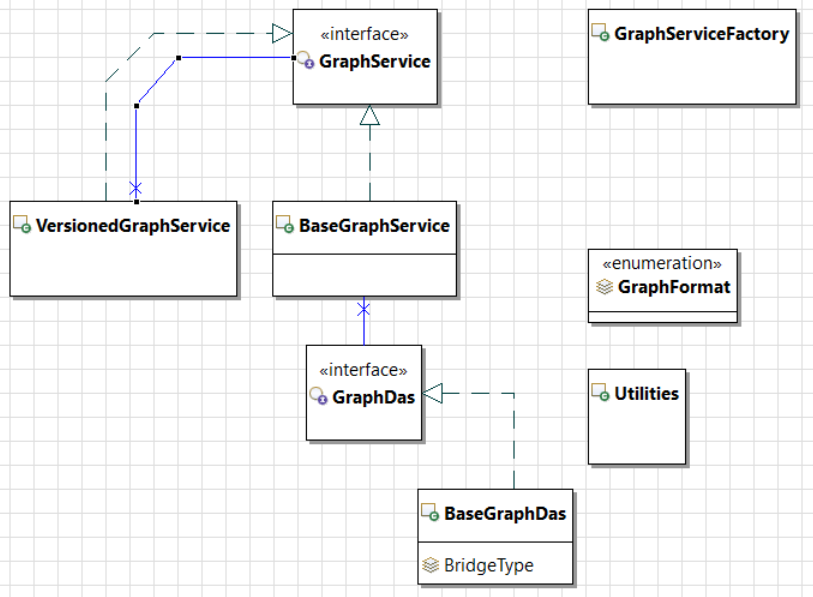 «interface»
GraphService
GraphServiceFactory
VersionedGraphService
BaseGraphService
«enumeration»
GraphFormat
«interface»
GraphDas
Utilities
BaseGraphDas
BridgeType